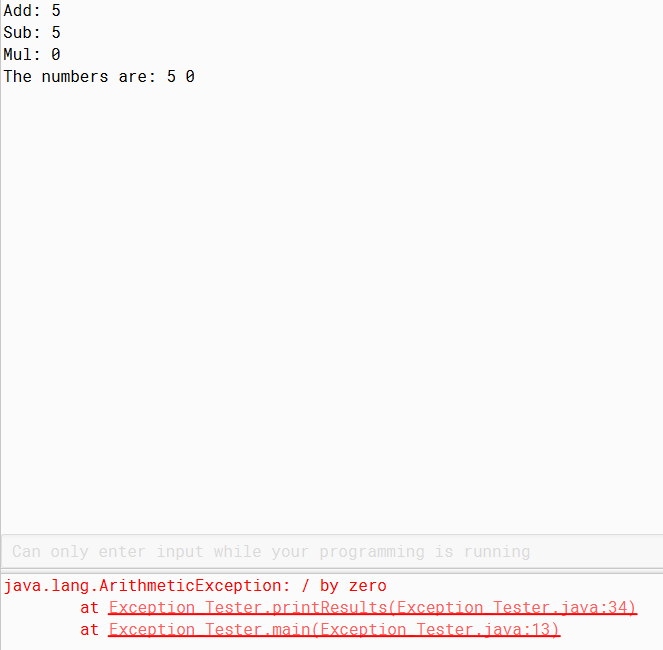 Add: 5
Sub: 5
Mul: 0
The numbers are: 5 0
Can only enter input while your programming is running
java.lang.ArithmeticException: / by zero
at Exception_Tester.printResults(Exception_Tester.java:34)
at Exception_Tester.main(Exception_Tester.java:13)